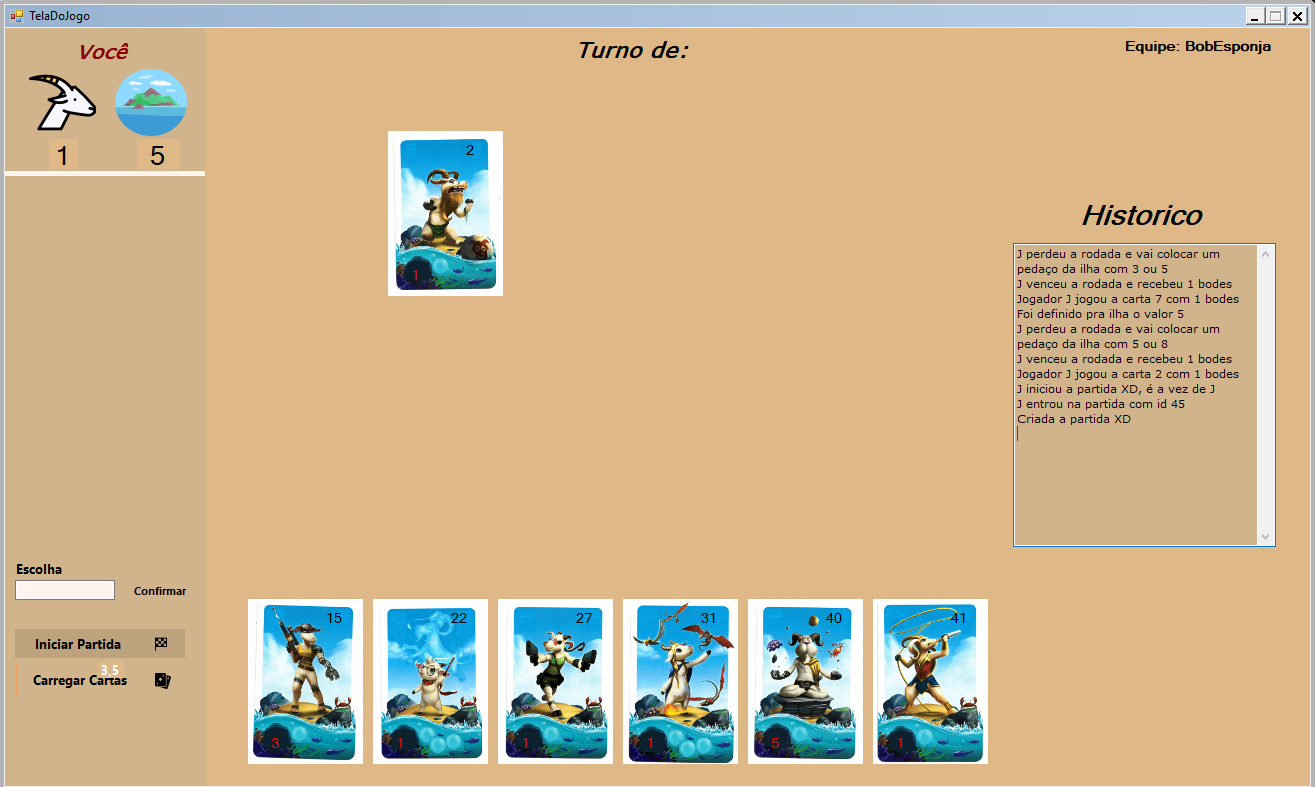 TelaDoJogo
Você
1 5
Turno de:
Equipe: BobEsponja
2
1
Historico
J perdeu a rodada e vai colocar um
pedaço da ilha com 3 ou 5
J venceu a rodada e recebeu 1 bodes
Jogador J jogou a carta 7 com 1 bodes
Foi definido pra ilha o valor 5
J perdeu a rodada e vai colocar um
pedaço da ilha com 5 ou 8
J venceu a rodada e recebeu 1 bodes
Jogador J jogou a carta 2 com 1 bodes
J iniciou a partida XD, é a vez de J
J entrou na partida com id 45
Criada a partida XD
Escolha
Confirmar
Iniciar Partida
3,5
Carregar Cartas
15 22 27 31 40 41
3 1 1 1 5 1